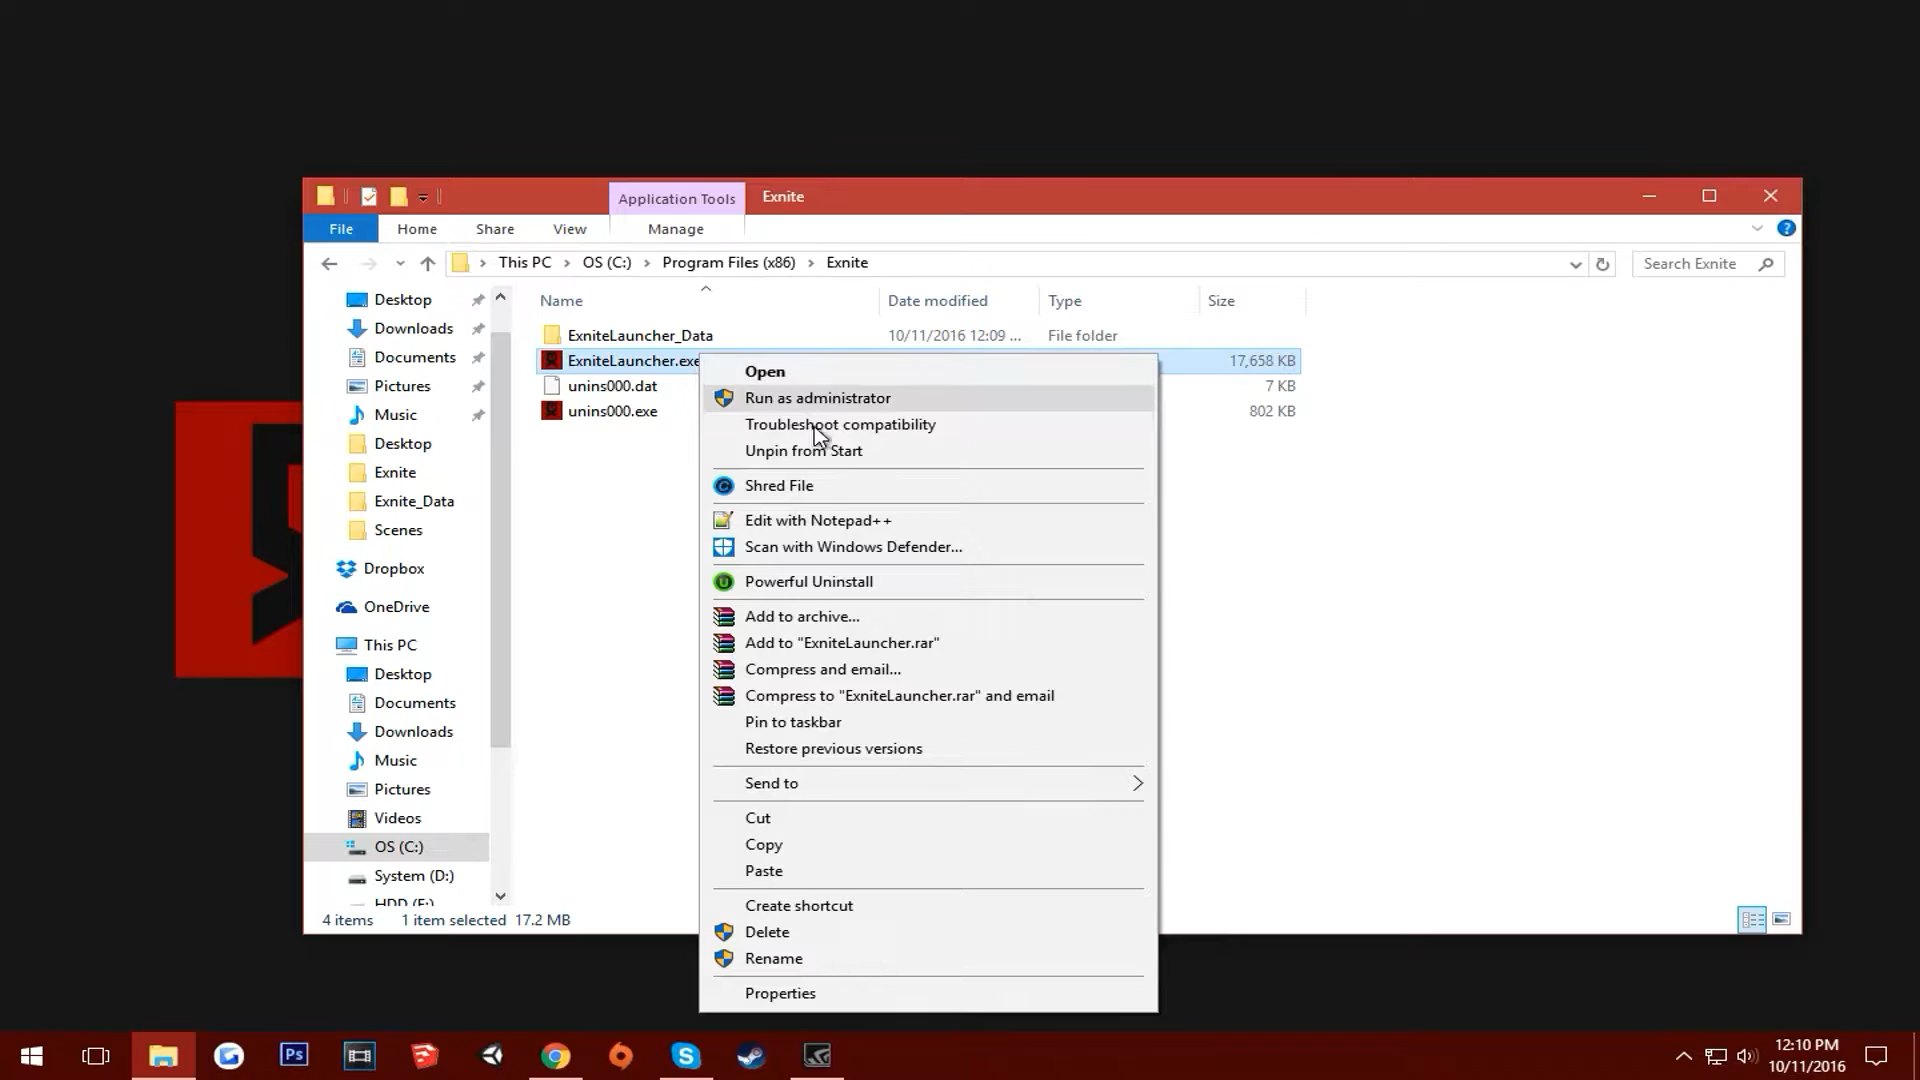 Application Tools
Exnite
File
Home
Share
View
Manage
This PC
OS (C:)
Program Files (x86)
Exnite
Search Exnite
Desktop
Downloads
Documents
Pictures
Music
Desktop
Exnite
Exnite_Data
Scenes
Dropbox
OneDrive
This PC
Desktop
Documents
Downloads
Music
Pictures
Videos
OS (C:)
System (D:)
HDD (F:)
Name
Date modified
Type
Size
ExniteLauncher_Data
10/11/2016 12:09 ...
File folder
ExniteLauncher.exe
17,658 KB
unins000.dat
7 KB
unins000.exe
802 KB
Open
Run as administrator
Troubleshoot compatibility
Unpin from Start
Shred File
Edit with Notepad++
Scan with Windows Defender...
Powerful Uninstall
Add to archive...
Add to "ExniteLauncher.rar"
Compress and email...
Compress to "ExniteLauncher.rar" and email
Pin to taskbar
Restore previous versions
Send to
Cut
Copy
Paste
Create shortcut
Delete
Rename
Properties
4 items
1 item selected 17.2 MB
Ps
12:10 PM
10/11/2016